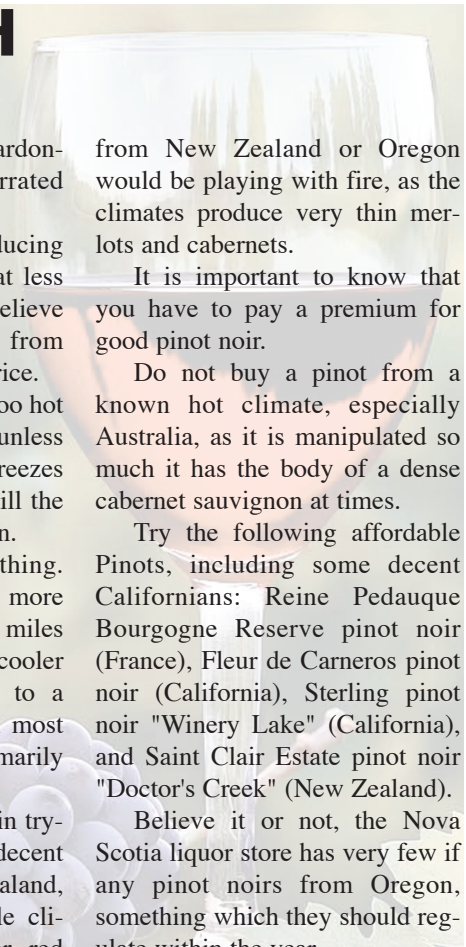 H
ardon-
rrated
ducing
at less
elieve
from
rice.
oo hot
unless
reezes
ill the
n.
thing.
more
miles
cooler
to a
most
marily
in try-
decent
aland,
le cli-
red
from New Zealand or Oregon
would be playing with fire, as the
climates produce very thin mer-
lots and cabernets.
It is important to know that
you have to pay a premium for
good pinot noir.
Do not buy a pinot from a
known hot climate, especially
Australia, as it is manipulated so
much it has the body of a dense
cabernet sauvignon at times.
Try the following affordable
Pinots, including some decent
Californians: Reine Pedauque
Bourgogne Reserve pinot noir
(France), Fleur de Carneros pinot
noir (California), Sterling pinot
noir "Winery Lake" (California),
and Saint Clair Estate pinot noir
"Doctor's Creek" (New Zealand).
Believe it or not, the Nova
Scotia liquor store has very few if
any pinot noirs from Oregon,
something which they should reg-
ulate within the year.